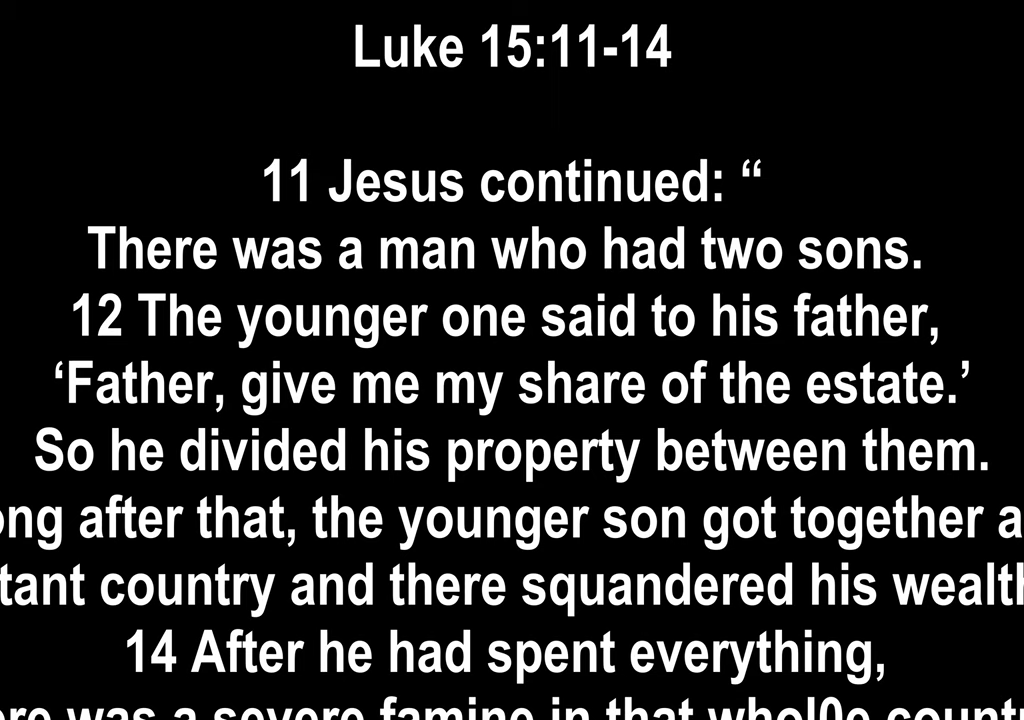 Luke 15:11-14
11 Jesus continued: “
There was a man who had two sons.
12 The younger one said to his father,
‘Father, give me my share of the estate.’
So he divided his property between them.
ong after that, the younger son got together a
tant country and there squandered his wealth
14 After he had spent everything,
ere was a severe famine in that whol0e count